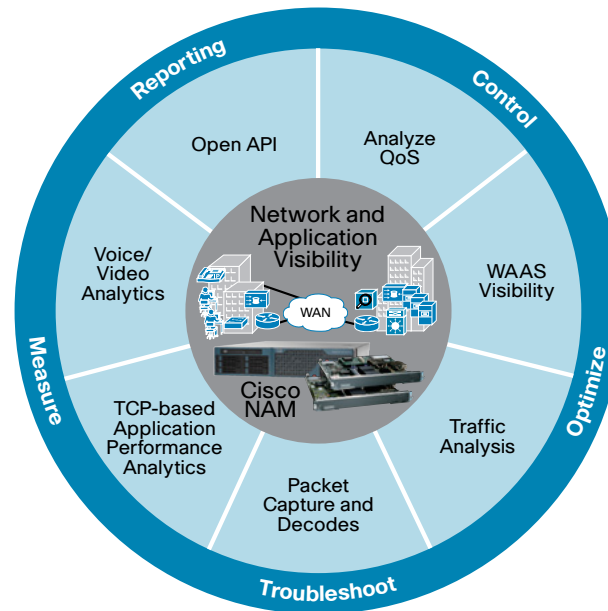 Reporting
Control
Open API
Analyze
QoS
Network and
Application
Visibility
Voice/
Video
Analytics
WAAS
Visibility
WAN
Measure
Optimize
Cisco
NAM
TCP-based
Application
Performance
Analytics
Traffic
Analysis
Packet
Capture and
Decodes
Troubleshoot